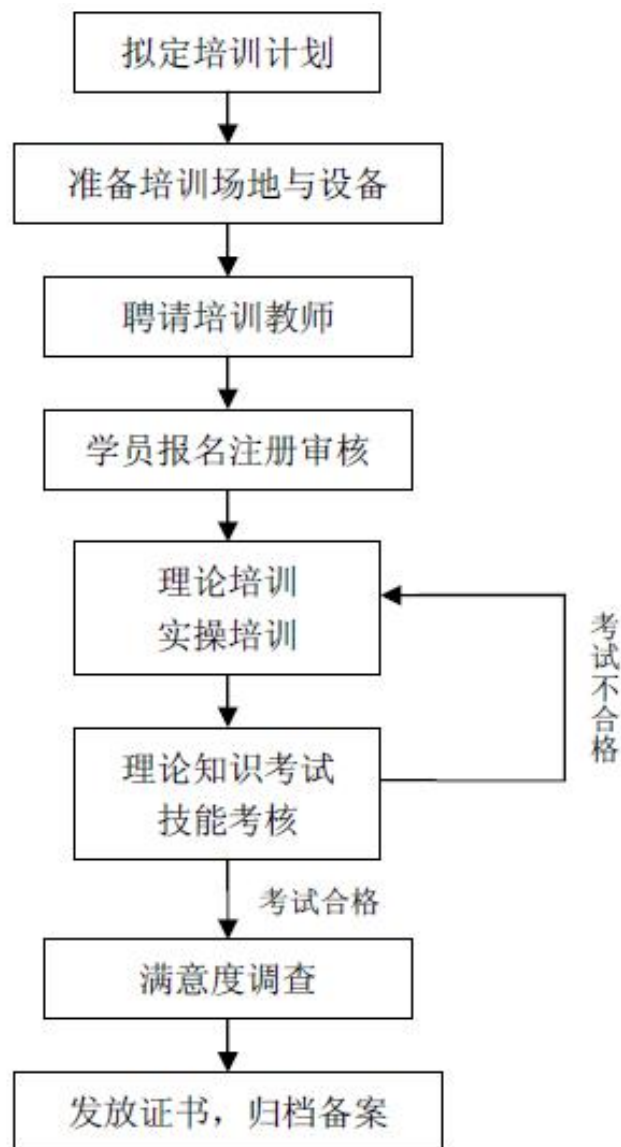 拟定培训计划
准备培训场地与设备
聘请培训教师
学员报名注册审核
理论培训
实操培训
考试不合格
理论知识考试
技能考核
考试合格
满意度调查
发放证书，归档备案